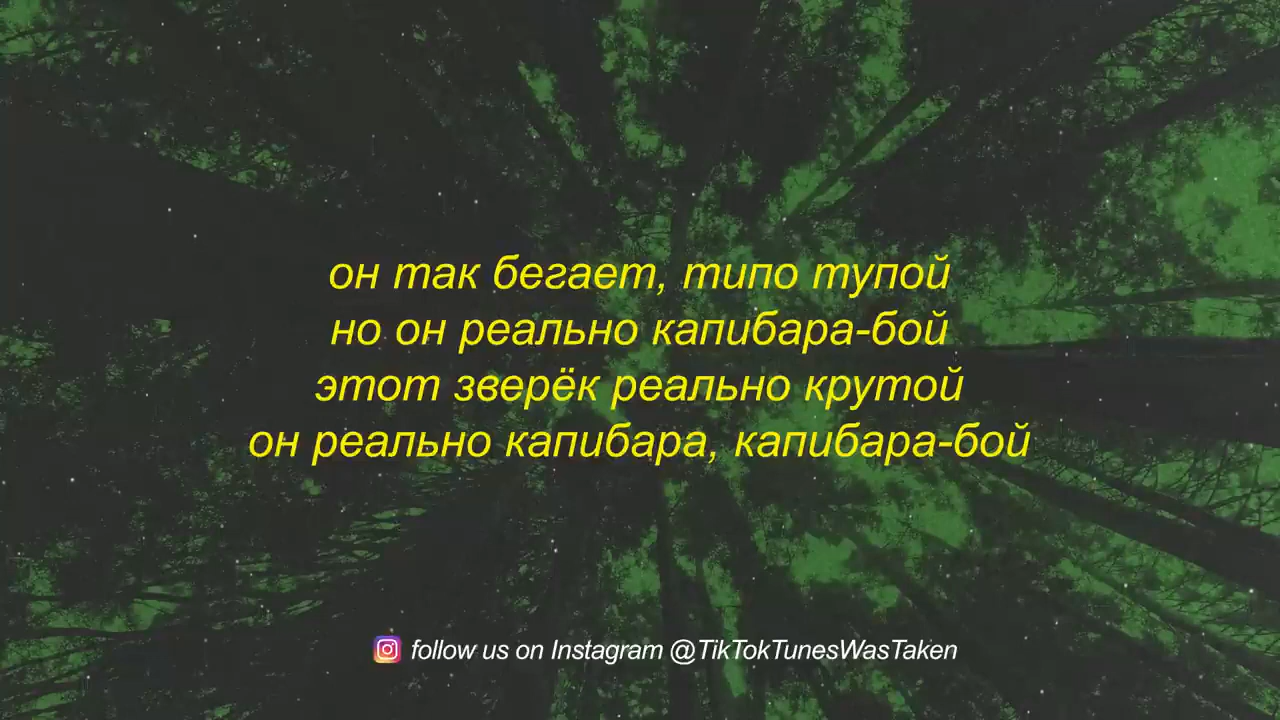 он так бегает, типо тупой
но он реально капибара-бой
этот зверёк реально крутой
он реально капибара, капибара-бой
follow us on Instagram @TikTokTunesWasTaken